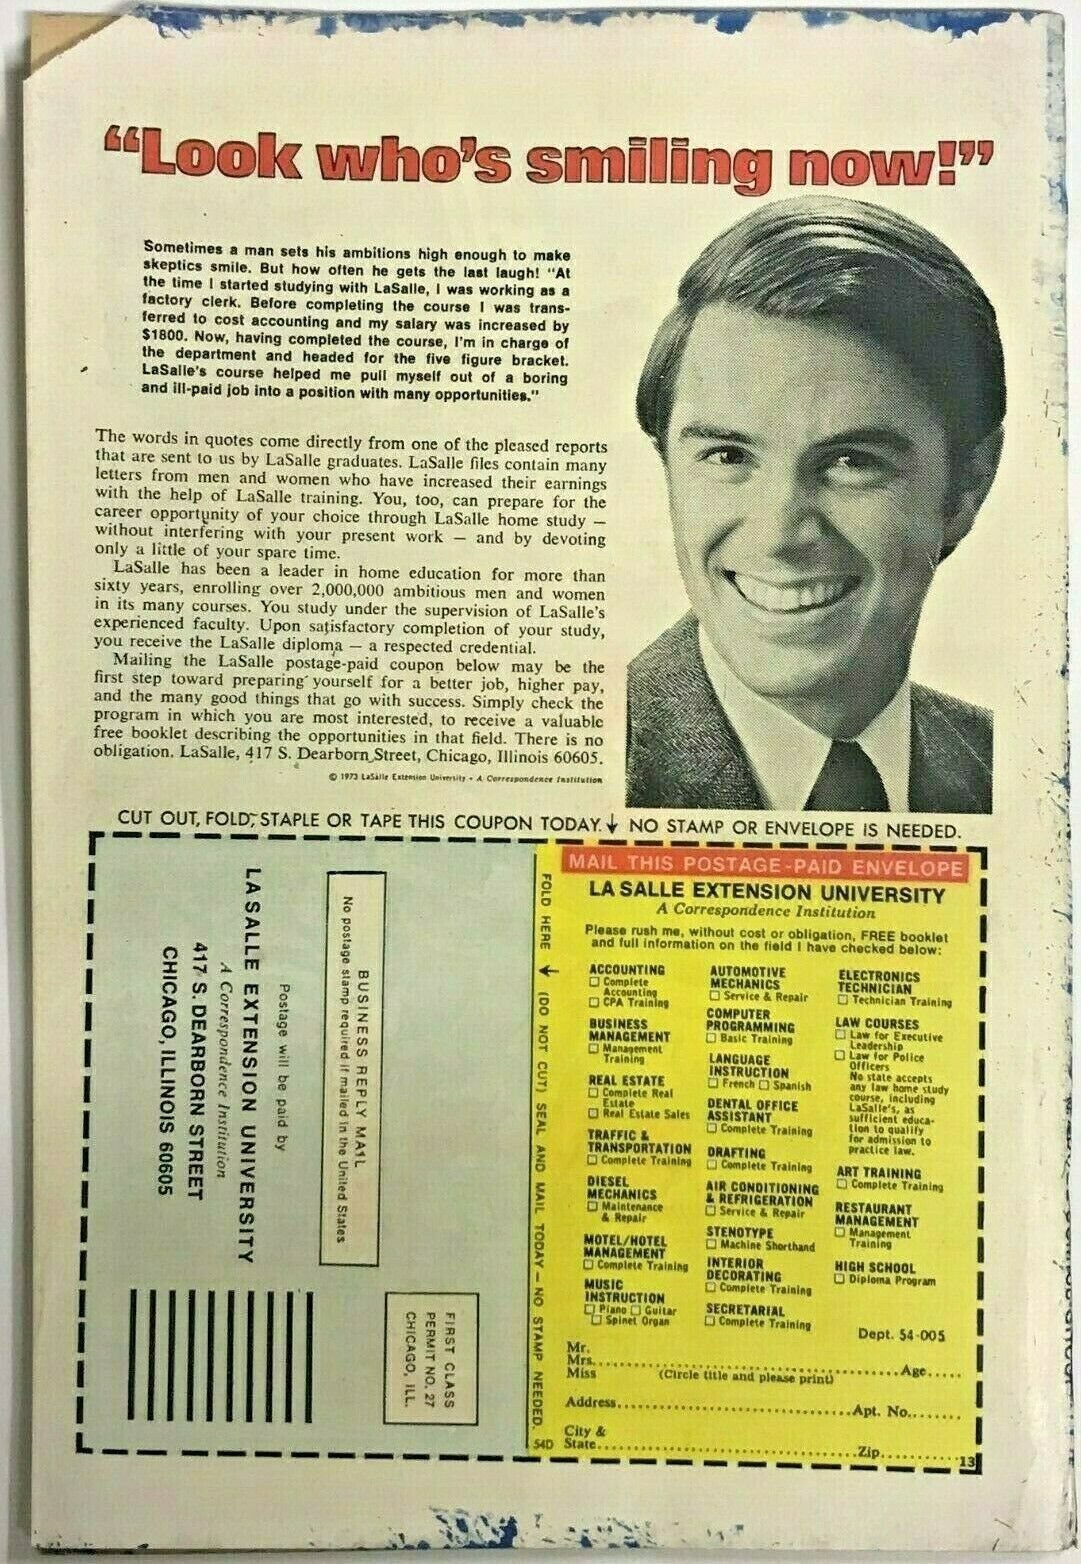 “Look who's smiling now!”
Sometimes a man sets his ambitions high enough to make
skeptics smile. But how often he gets the last laugh! "At
the time I started studying with LaSalle, I was working as a
factory clerk. Before completing the course I was trans-
ferred to cost accounting and my salary was increased by
$1800. Now, having completed the course, I'm in charge of
the department and headed for the five figure bracket.
LaSalle's course helped me pull myself out of a boring
and ill-paid job into a position with many opportunities."
The words in quotes come directly from one of the pleased reports
that are sent to us by LaSalle graduates. LaSalle files contain many
letters from men and women who have increased their earnings
with the help of LaSalle training. You, too, can prepare for the
career opportunity of your choice through LaSalle home study —
without interfering with your present work — and by devoting
only a little of your spare time.
LaSalle has been a leader in home education for more than
sixty years, enrolling over 2,000,000 ambitious men and women
in its many courses. You study under the supervision of LaSalle's
experienced faculty. Upon satisfactory completion of your study,
you receive the LaSalle diploma — a respected credential.
Mailing the LaSalle postage-paid coupon below may be the
first step toward preparing yourself for a better job, higher pay,
and the many good things that go with success. Simply check the
program in which you are most interested, to receive a valuable
free booklet describing the opportunities in that field. There is no
obligation. LaSalle, 417 S. Dearborn Street, Chicago, Illinois 60605.
© 1973 LaSalle Extension University • A Correspondence Institution
CUT OUT, FOLD, STAPLE OR TAPE THIS COUPON TODAY. ↓ NO STAMP OR ENVELOPE IS NEEDED.
FIRST CLASS
PERMIT NO. 27
CHICAGO, ILL.
BUSINESS REPLY MAIL
No postage stamp required if mailed in the United States
Postage will be paid by
LASALLE EXTENSION UNIVERSITY
A Correspondence Institution
417 S. DEARBORN STREET
CHICAGO, ILLINOIS 60605
FOLD HERE ↓ (DO NOT CUT) SEAL AND MAIL TODAY — NO STAMP NEEDED.
54D
MAIL THIS POSTAGE-PAID ENVELOPE
LA SALLE EXTENSION UNIVERSITY
A Correspondence Institution
Please rush me, without cost or obligation, FREE booklet
and full information on the field I have checked below:
ACCOUNTING
☐ Complete
Accounting
☐ CPA Training
BUSINESS
MANAGEMENT
☐ Management
Training
REAL ESTATE
☐ Complete Real
Estate
☐ Real Estate Sales
TRAFFIC &
TRANSPORTATION
☐ Complete Training
DIESEL
MECHANICS
☐ Maintenance
& Repair
MOTEL/HOTEL
MANAGEMENT
☐ Complete Training
MUSIC
INSTRUCTION
☐ Piano ☐ Guitar
☐ Spinet Organ
AUTOMOTIVE
MECHANICS
☐ Service & Repair
COMPUTER
PROGRAMMING
☐ Basic Training
LANGUAGE
INSTRUCTION
☐ French ☐ Spanish
DENTAL OFFICE
ASSISTANT
☐ Complete Training
DRAFTING
☐ Complete Training
AIR CONDITIONING
& REFRIGERATION
☐ Service & Repair
STENOTYPE
☐ Machine Shorthand
INTERIOR
DECORATING
☐ Complete Training
SECRETARIAL
☐ Complete Training
ELECTRONICS
TECHNICIAN
☐ Technician Training
LAW COURSES
☐ Law for Executive
Leadership
☐ Law for Police
Officers
No state accepts
any law home study
course, including
LaSalle's, as
sufficient educa-
tion to qualify
for admission to
practice law.
ART TRAINING
☐ Complete Training
RESTAURANT
MANAGEMENT
☐ Management
Training
HIGH SCHOOL
☐ Diploma Program
Dept. 54-005
Mr.
Mrs.........Age.....
Miss (Circle title and please print)
Address.........Apt. No.......
City &
State.........Zip.........
13